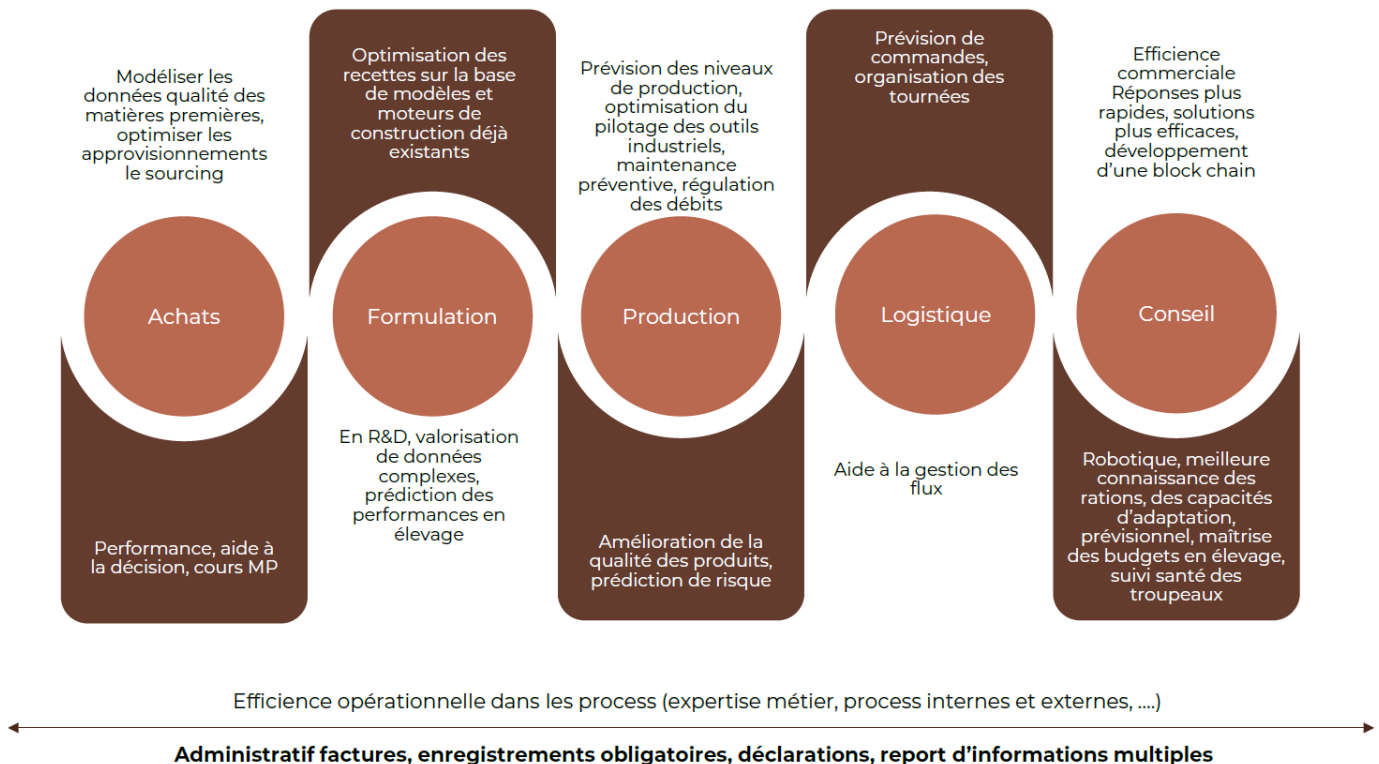 Modéliser les
données qualité des
matières premières,
optimiser les
approvisionnements
le sourcing
Optimisation des
recettes sur la base
de modèles et
moteurs de
construction déjà
existants
Prévision des niveaux
de production,
optimisation du
pilotage des outils
industriels,
maintenance
préventive, régulation
des débits
Prévision de
commandes,
organisation des
tournées
Efficience
commerciale
Réponses plus
rapides, solutions
plus efficaces,
développement
d’une block chain
Achats
Formulation
Production
Logistique
Conseil
Performance, aide à
la décision, cours MP
En R&D, valorisation
de données
complexes,
prédiction des
performances en
élevage
Amélioration de la
qualité des produits,
prédiction de risque
Aide à la gestion des
flux
Robotique, meilleure
connaissance des
rations, des capacités
d’adaptation,
prévisionnel, maîtrise
des budgets en élevage,
suivi santé des
troupeaux
Efficience opérationnelle dans les process (expertise métier, process internes et externes, ....)
Administratif factures, enregistrements obligatoires, déclarations, report d’informations multiples